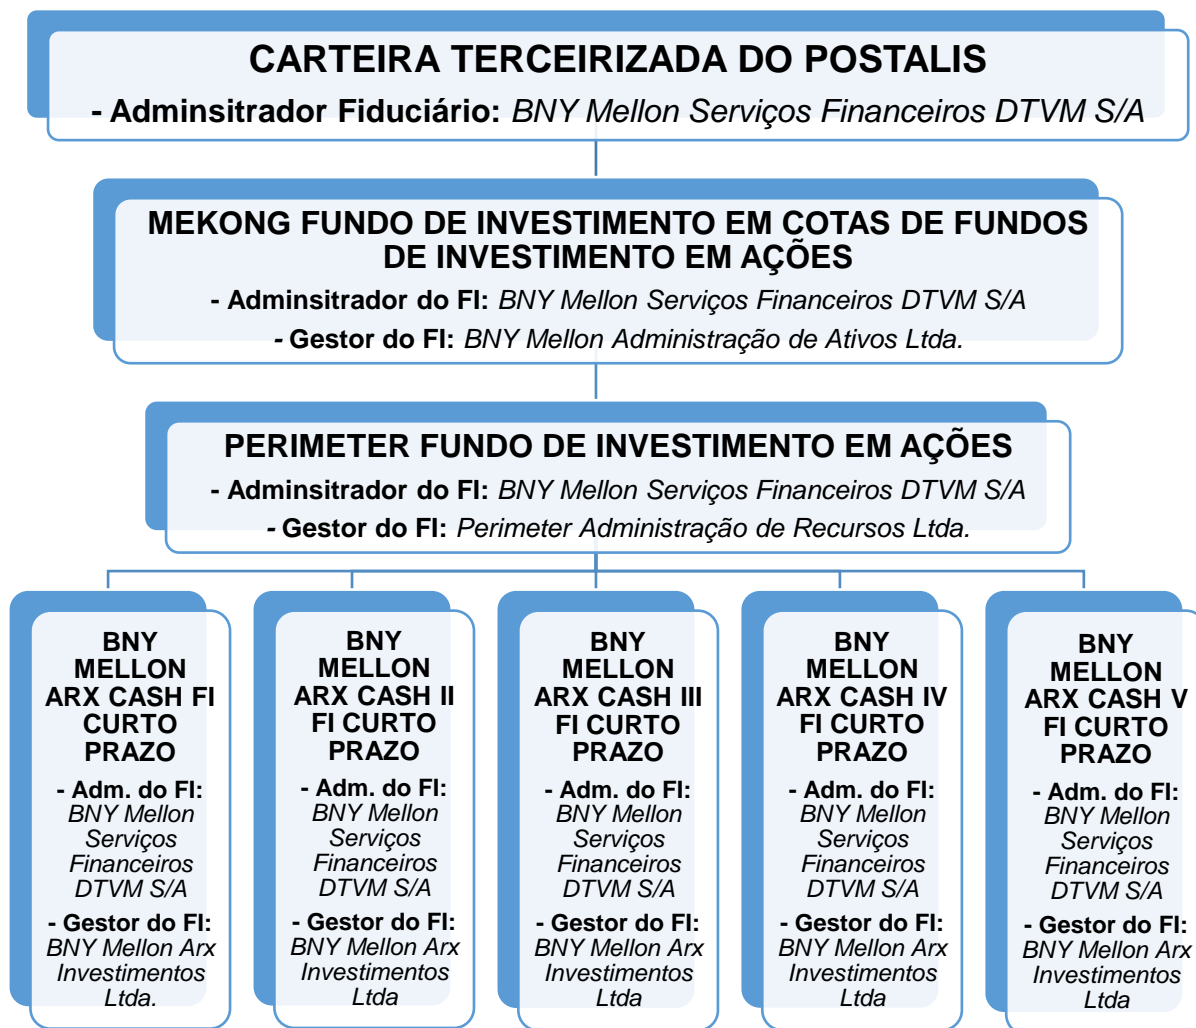 CARTEIRA TERCEIRIZADA DO POSTALIS
- Adminsitrador Fiduciário: BNY Mellon Serviços Financeiros DTVM S/A
MEKONG FUNDO DE INVESTIMENTO EM COTAS DE FUNDOS
DE INVESTIMENTO EM AÇÕES
- Adminsitrador do FI: BNY Mellon Serviços Financeiros DTVM S/A
- Gestor do FI: BNY Mellon Administração de Ativos Ltda.
PERIMETER FUNDO DE INVESTIMENTO EM AÇÕES
- Adminsitrador do FI: BNY Mellon Serviços Financeiros DTVM S/A
- Gestor do FI: Perimeter Administração de Recursos Ltda.
BNY
MELLON
ARX CASH FI
CURTO
PRAZO
- Adm. do FI:
BNY Mellon
Serviços
Financeiros
DTVM S/A
- Gestor do FI:
BNY Mellon Arx
Investimentos
Ltda.
BNY
MELLON
ARX CASH II
FI CURTO
PRAZO
- Adm. do FI:
BNY Mellon
Serviços
Financeiros
DTVM S/A
- Gestor do FI:
BNY Mellon Arx
Investimentos
Ltda
BNY
MELLON
ARX CASH III
FI CURTO
PRAZO
- Adm. do FI:
BNY Mellon
Serviços
Financeiros
DTVM S/A
- Gestor do FI:
BNY Mellon Arx
Investimentos
Ltda
BNY
MELLON
ARX CASH IV
FI CURTO
PRAZO
- Adm. do FI:
BNY Mellon
Serviços
Financeiros
DTVM S/A
- Gestor do FI:
BNY Mellon Arx
Investimentos
Ltda
BNY
MELLON
ARX CASH V
FI CURTO
PRAZO
- Adm. do FI:
BNY Mellon
Serviços
Financeiros
DTVM S/A
- Gestor do FI:
BNY Mellon Arx
Investimentos
Ltda